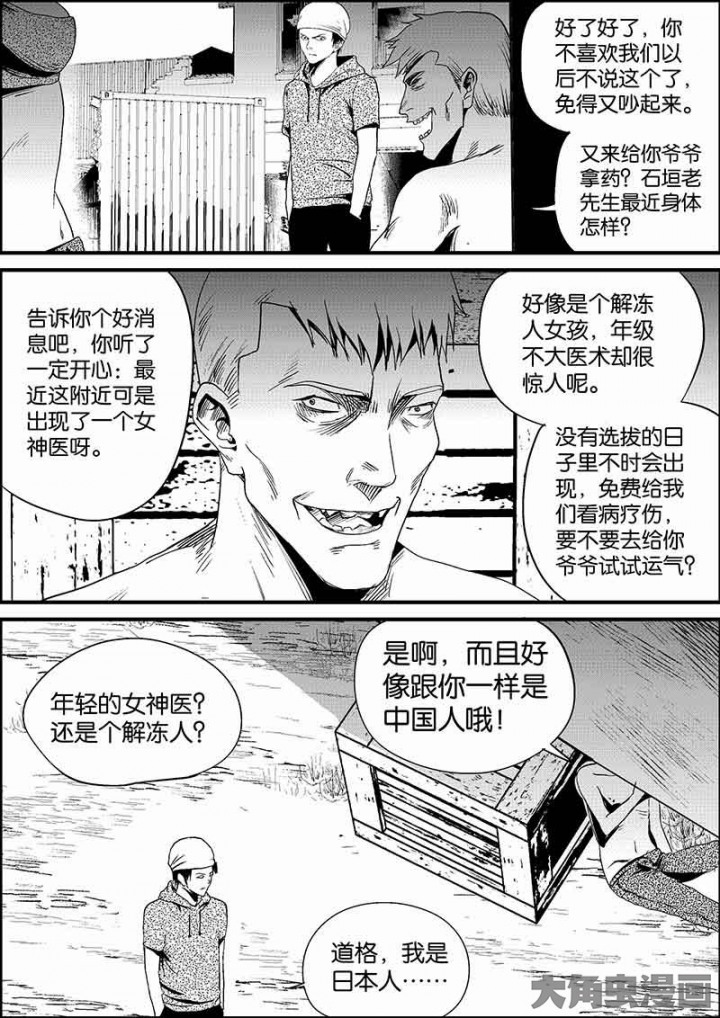 好了好了，你
不喜欢我们以
后不说这个了，
免得又吵起来。
又来给你爷爷
拿药？石垣老
先生最近身体
怎样？
告诉你个好消
息吧，你听了
一定开心：最
近这附近可是
出现了一个女
神医呀。
好像是个解冻
人女孩，年级
不大医术却很
惊人呢。
没有选拔的日
子里不时会出
现，免费给我
们看病疗伤，
要不要去给你
爷爷试试运气？
年轻的女神医？
还是个解冻人？
是啊，而且好
像跟你一样是
中国人哦！
道格，我是
日本人……
大角虫漫画